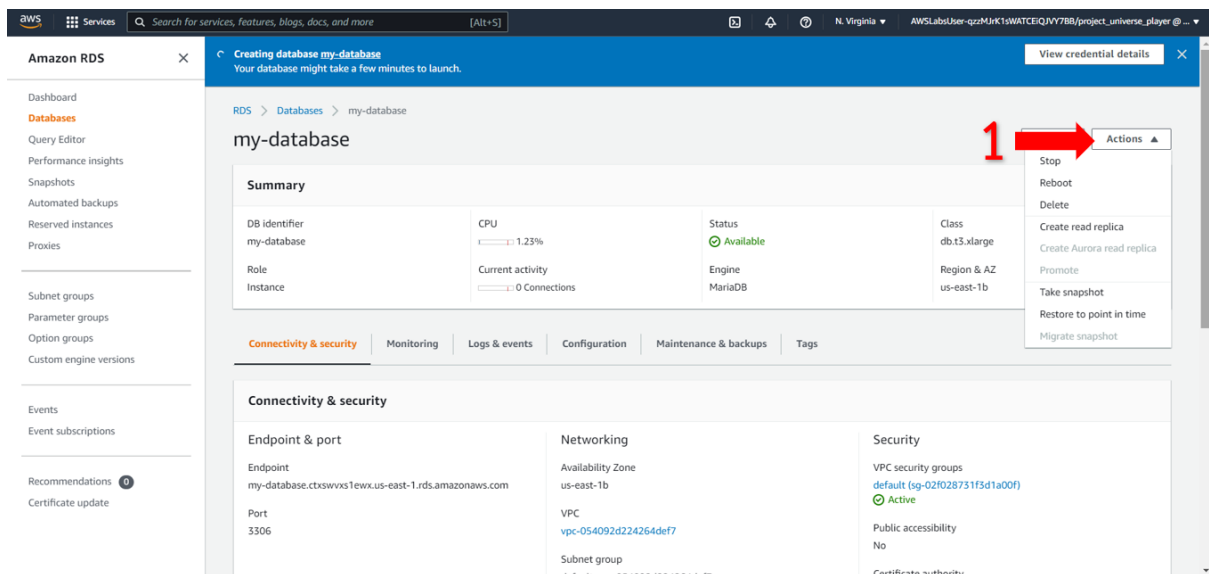 aws
Services
Search for services, features, blogs, docs, and more
[Alt+S]
N. Virginia ▼
AWSLabsUser-qzzMJrK1sWATCEiQJVY7BB/project_universe_player @ ... ▼
Amazon RDS
Creating database my-database
Your database might take a few minutes to launch.
View credential details
Dashboard
Databases
Query Editor
Performance insights
Snapshots
Automated backups
Reserved instances
Proxies
Subnet groups
Parameter groups
Option groups
Custom engine versions
Events
Event subscriptions
Recommendations 0
Certificate update
RDS > Databases > my-database
my-database
1
Actions ▲
Stop
Reboot
Delete
Create read replica
Create Aurora read replica
Promote
Take snapshot
Restore to point in time
Migrate snapshot
Summary
DB identifier
my-database
CPU
1.23%
Status
Available
Class
db.t3.xlarge
Role
Instance
Current activity
0 Connections
Engine
MariaDB
Region & AZ
us-east-1b
Connectivity & security
Monitoring
Logs & events
Configuration
Maintenance & backups
Tags
Connectivity & security
Endpoint & port
Endpoint
my-database.ctxswvxs1ewx.us-east-1.rds.amazonaws.com
Port
3306
Networking
Availability Zone
us-east-1b
VPC
vpc-054092d224264def7
Subnet group
Security
VPC security groups
default (sg-02f028731f3d1a00f)
Active
Public accessibility
No
Certificate authority